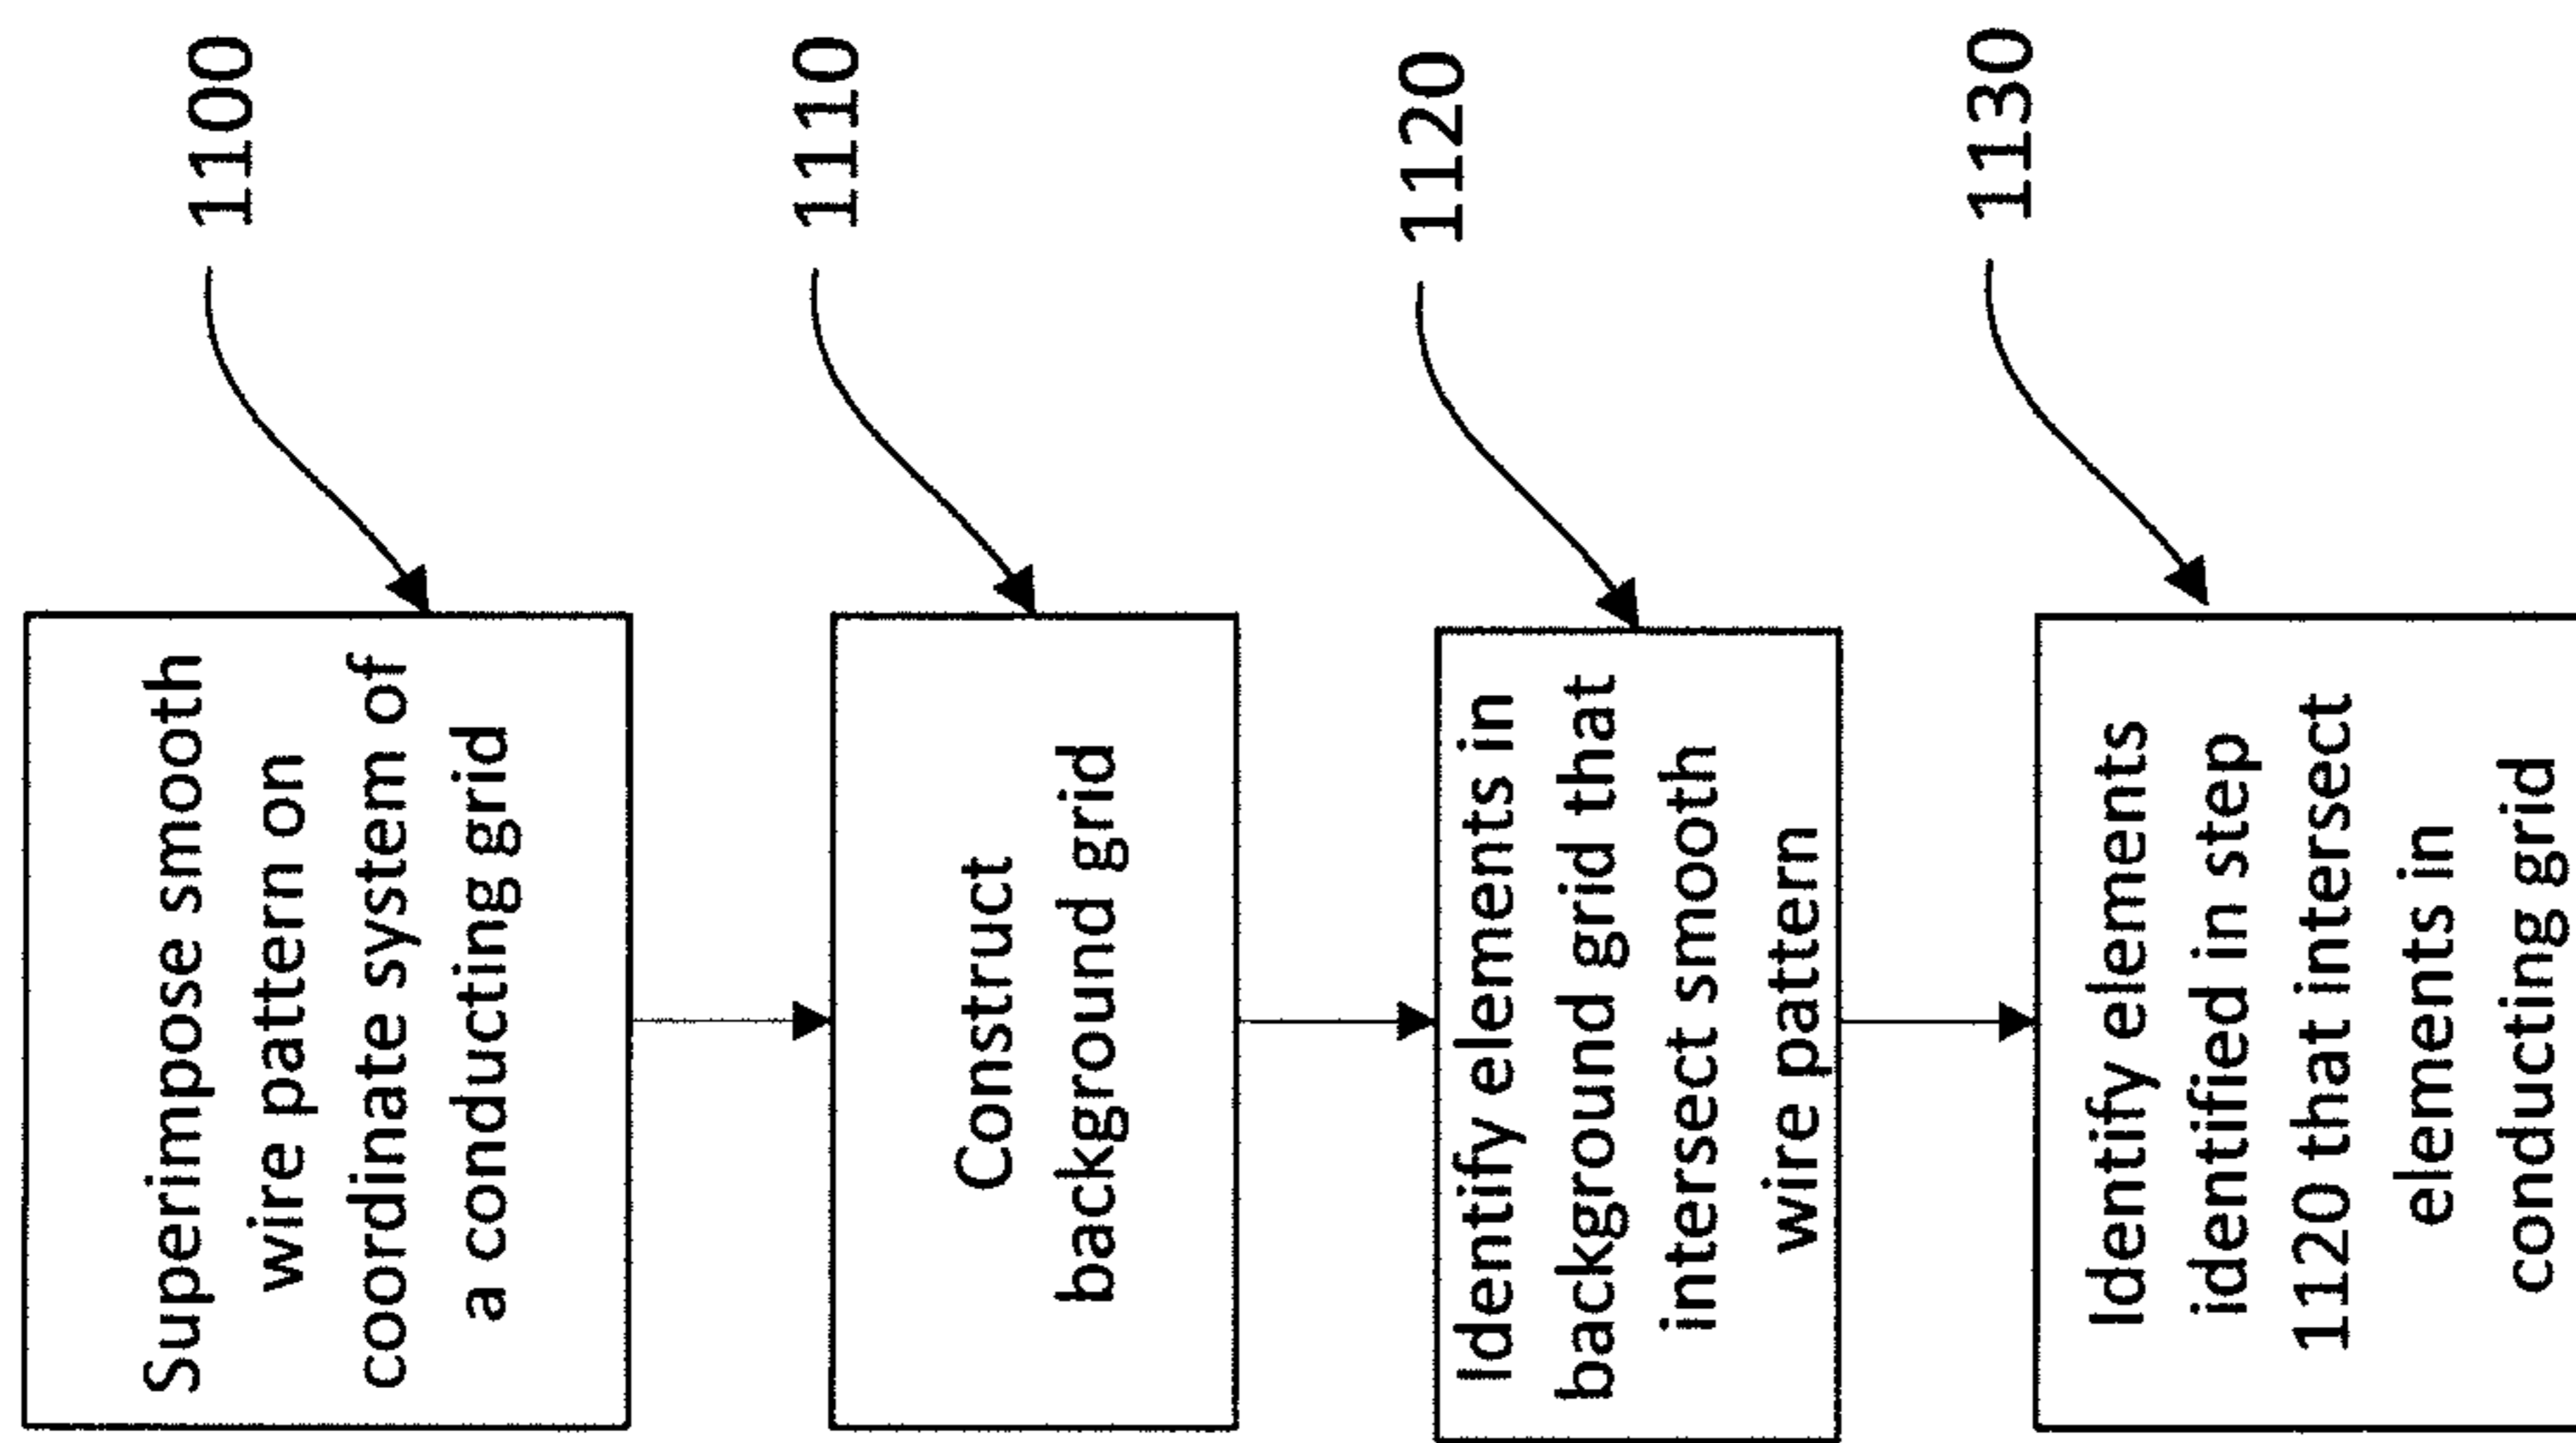 Superimpose smooth
wire pattern on
coordinate system of
a conducting grid
1100
Construct
background grid
1110
Identify elements in
background grid that
intersect smooth
wire pattern
1120
Identify elements
identified in step
1120 that intersect
elements in
conducting grid
1130